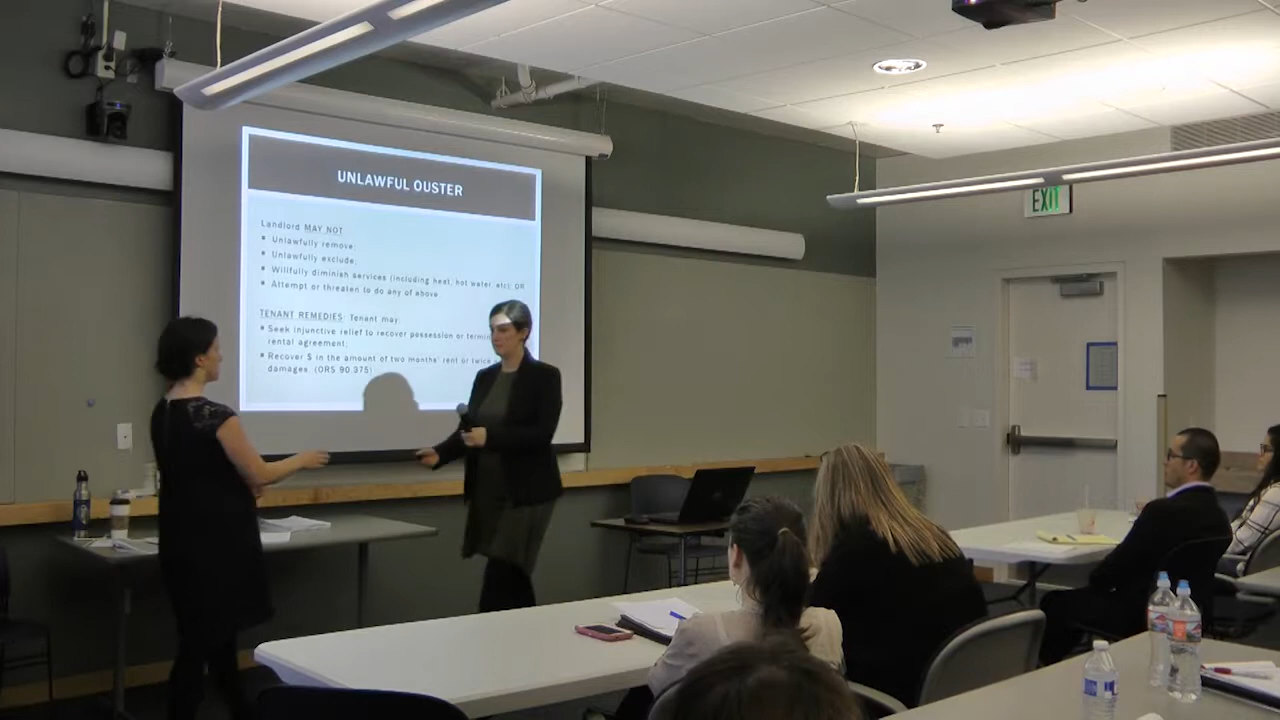 UNLAWFUL OUSTER
Landlord MAY NOT
Unlawfully remove;
Unlawfully exclude;
Willfully diminish services (including heat, hot water, etc); OR
Attempt or threaten to do any of above
TENANT REMEDIES: Tenant may:
Seek injunctive relief to recover possession or
rental agreement;
Recover $ in the amount of two months' rent or twice
damages. (ORS 90.375)
EXIT